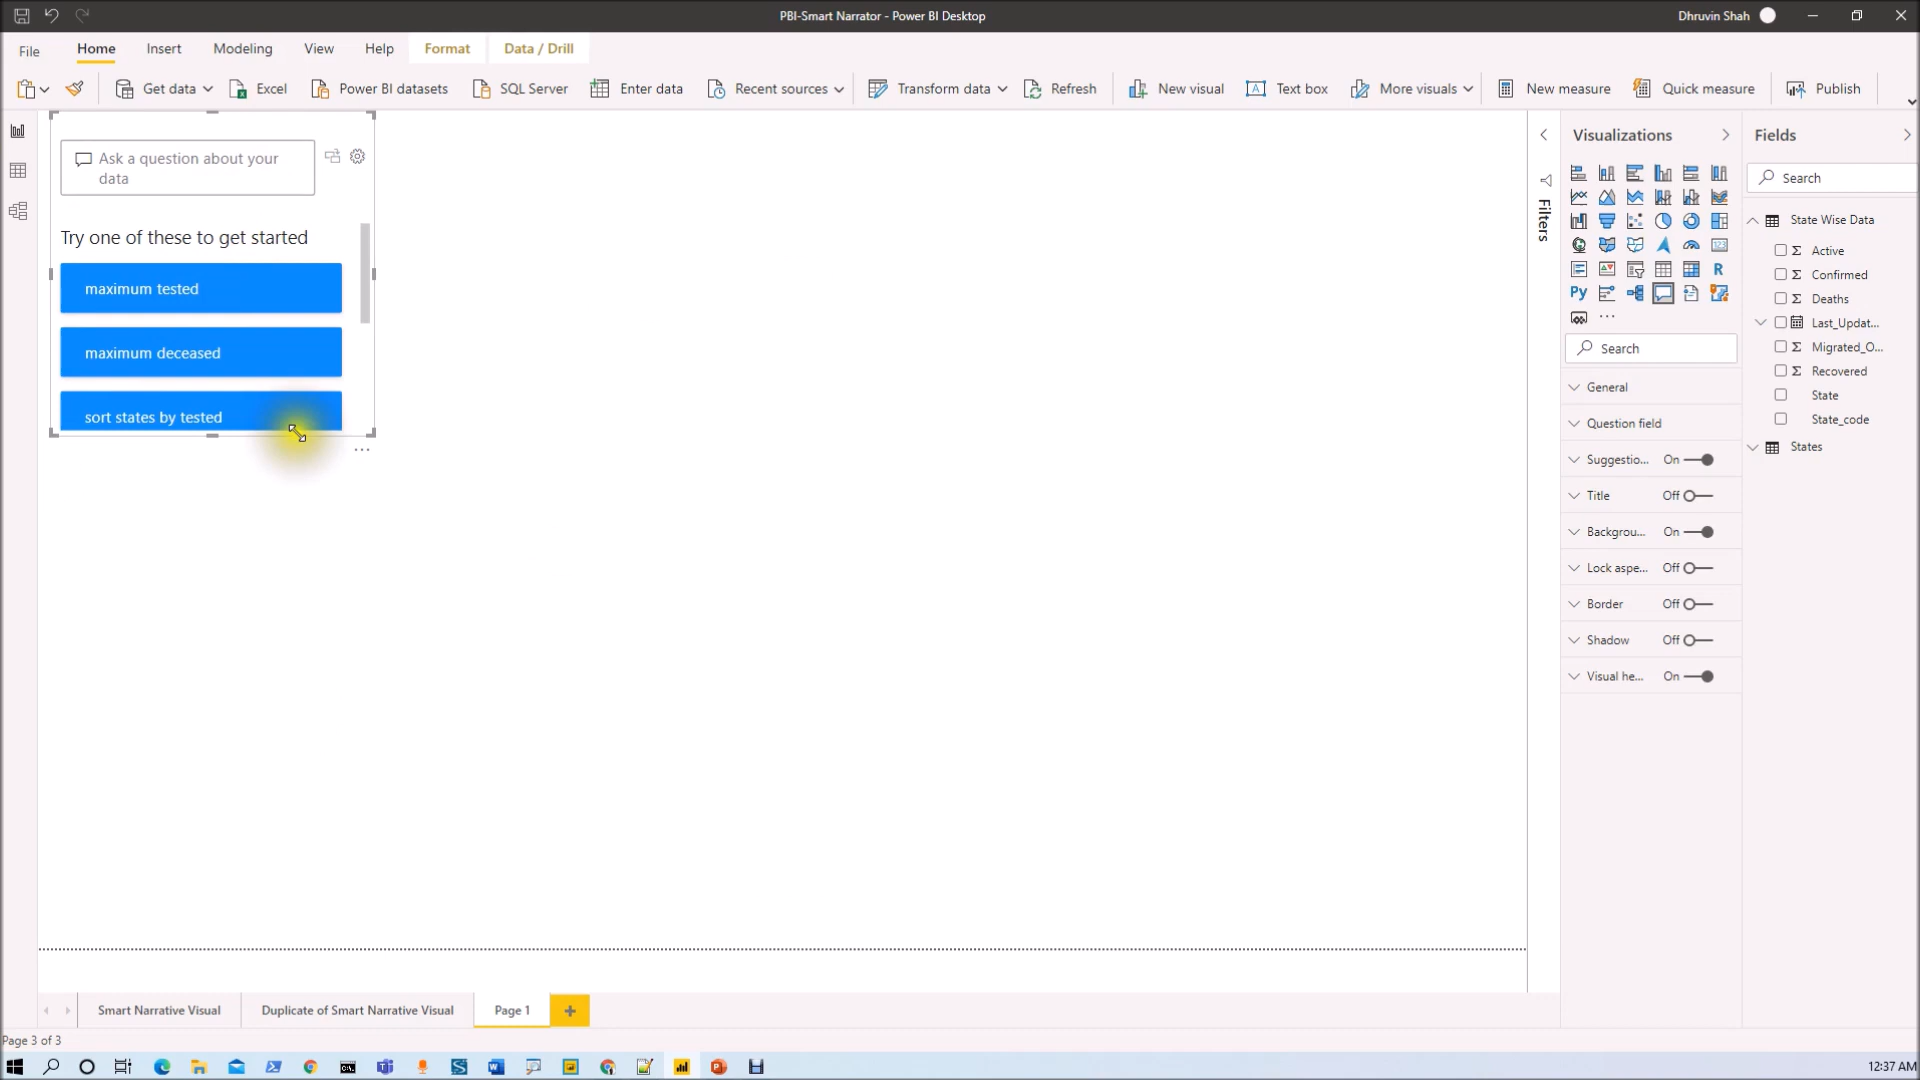 PBI-Smart Narrator - Power BI Desktop
Dhruvin Shah
File
Home
Insert
Modeling
View
Help
Format
Data / Drill
Get data
Excel
Power BI datasets
SQL Server
Enter data
Recent sources
Transform data
Refresh
New visual
Text box
More visuals
New measure
Quick measure
Publish
Ask a question about your
data
Try one of these to get started
maximum tested
maximum deceased
sort states by tested
Filters
Visualizations
R
Py
Search
General
Question field
Suggestio... On
Title Off
Backgrou... On
Lock aspe... Off
Border Off
Shadow Off
Visual he... On
Fields
Search
State Wise Data
Active
Confirmed
Deaths
Last_Updat...
Migrated_O...
Recovered
State
State_code
States
Smart Narrative Visual
Duplicate of Smart Narrative Visual
Page 1
Page 3 of 3
12:37 AM